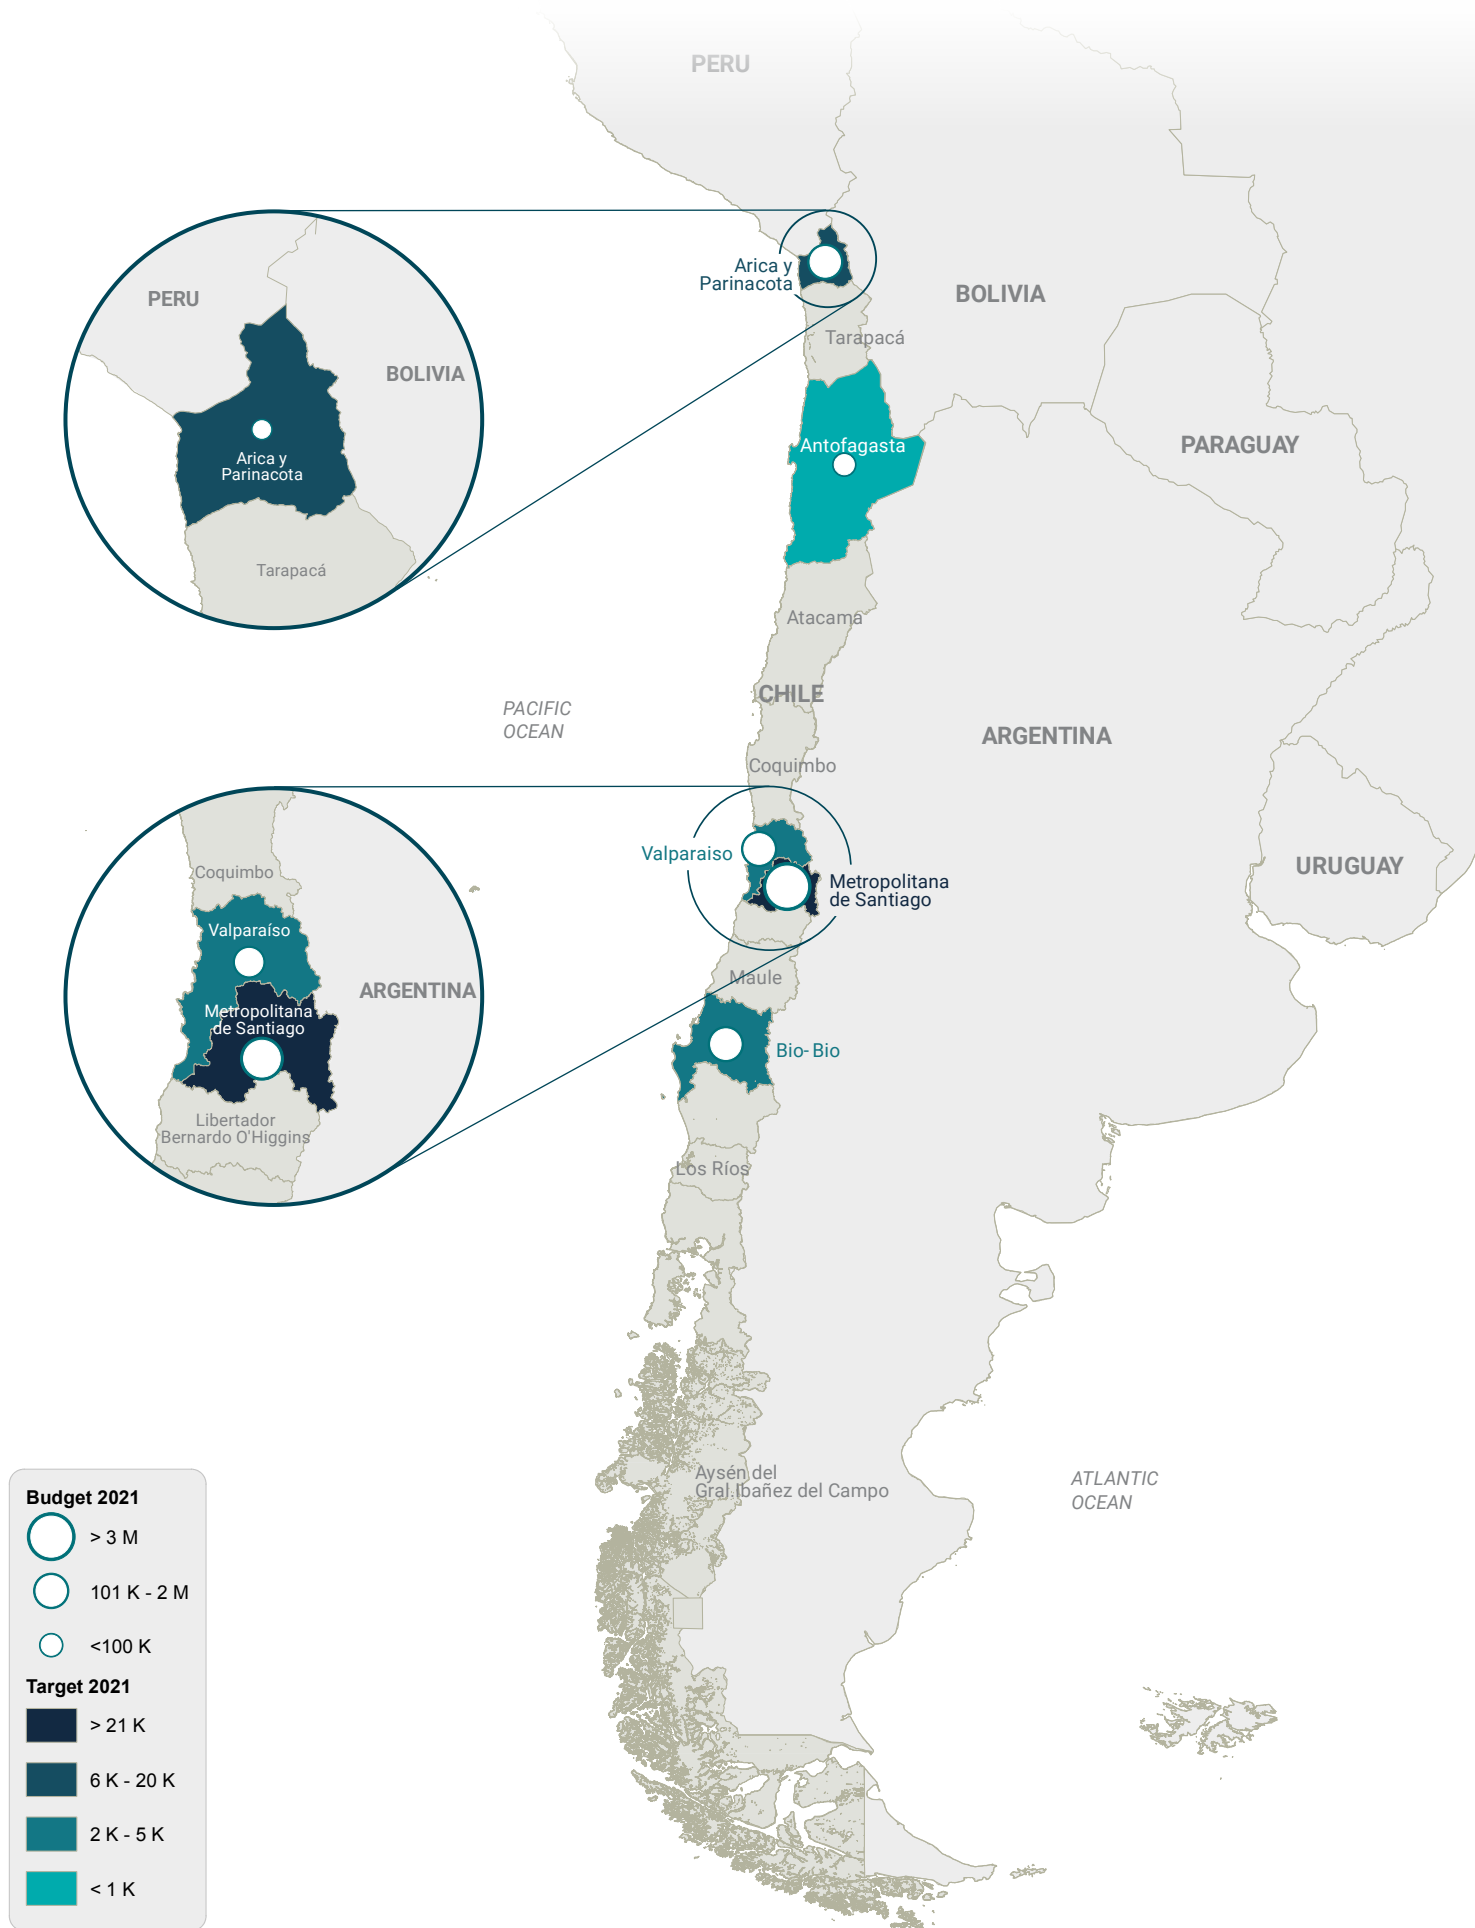 PERU
PERU
BOLIVIA
Arica y
Parinacota
Tarapacá
Arica y
Parinacota
BOLIVIA
Tarapacá
Antofagasta
PARAGUAY
Atacama
CHILE
PACIFIC
OCEAN
ARGENTINA
Coquimbo
Valparaiso
Metropolitana
de Santiago
URUGUAY
Coquimbo
Valparaíso
ARGENTINA
Metropolitana
de Santiago
Libertador
Bernardo O'Higgins
Maule
Bio- Bio
Los Ríos
Aysén del
Gral.Ibañez del Campo
ATLANTIC
OCEAN
Budget 2021
> 3 M
101 K - 2 M
<100 K
Target 2021
> 21 K
6 K - 20 K
2 K - 5 K
< 1 K